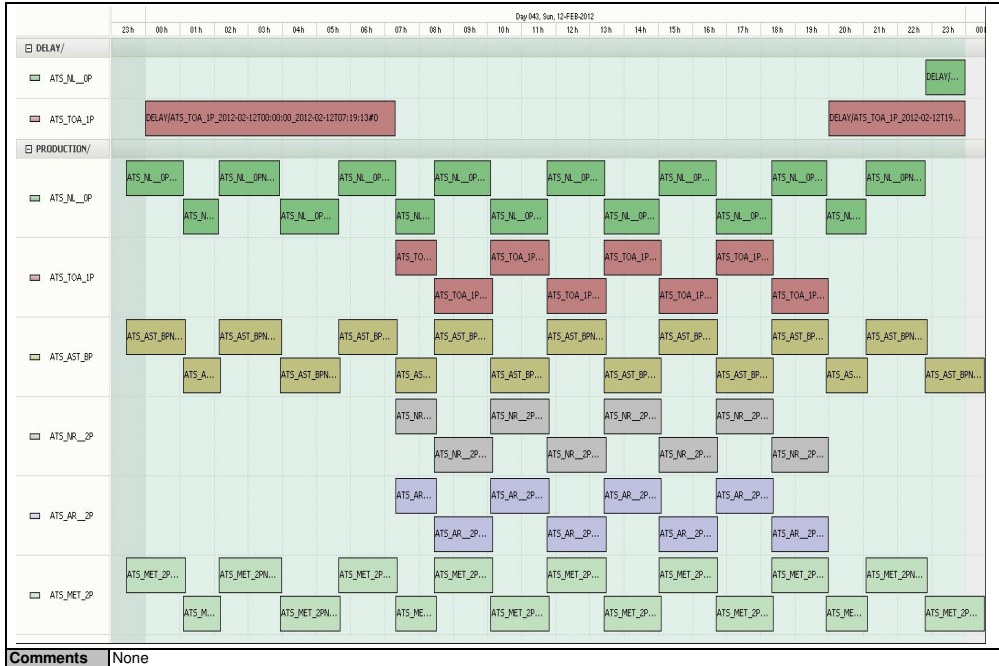 Day 043, Sun, 12-FEB-2012
23h 00h 01h 02h 03h 04h 05h 06h 07h 08h 09h 10h 11h 12h 13h 14h 15h 16h 17h 18h 19h 20h 21h 22h 23h 00
DELAY/
ATS_NL__0P DELAY/...
ATS_TOA_1P DELAY/ATS_TOA_1P_2012-02-12T00:00:00_2012-02-12T07:19:13#0 DELAY/ATS_TOA_1P_2012-02-12T19...
PRODUCTION/
ATS_NL__0P... ATS_NL__0PN... ATS_NL__0P... ATS_NL__0P... ATS_NL__0P... ATS_NL__0P... ATS_NL__0P... ATS_NL__0PN...
ATS_NL__0P
ATS_N... ATS_NL__0P... ATS_NL... ATS_NL__0P... ATS_NL__0P... ATS_NL__0P... ATS_NL...
ATS_TO... ATS_TOA_1P... ATS_TOA_1P... ATS_TOA_1P...
ATS_TOA_1P
ATS_TOA_1P... ATS_TOA_1P... ATS_TOA_1P... ATS_TOA_1P...
ATS_AST_BPN... ATS_AST_BPN... ATS_AST_BP... ATS_AST_BP... ATS_AST_BPN... ATS_AST_BP... ATS_AST_BP... ATS_AST_BPN...
ATS_AST_BP
ATS_A... ATS_AST_BPN... ATS_AS... ATS_AST_BP... ATS_AST_BP... ATS_AST_BP... ATS_AS... ATS_AST_BPN...
ATS_NR... ATS_NR__2P... ATS_NR__2P... ATS_NR__2P...
ATS_NR__2P
ATS_NR__2P... ATS_NR__2P... ATS_NR__2P... ATS_NR__2P...
ATS_AR... ATS_AR__2P... ATS_AR__2P... ATS_AR__2P...
ATS_AR__2P
ATS_AR__2P... ATS_AR__2P... ATS_AR__2P... ATS_AR__2P...
ATS_MET_2P... ATS_MET_2PN... ATS_MET_2P... ATS_MET_2P... ATS_MET_2P... ATS_MET_2P... ATS_MET_2P... ATS_MET_2PN...
ATS_MET_2P
ATS_M... ATS_MET_2PN... ATS_ME... ATS_MET_2P... ATS_MET_2P... ATS_MET_2P... ATS_ME... ATS_MET_2P...
Comments None